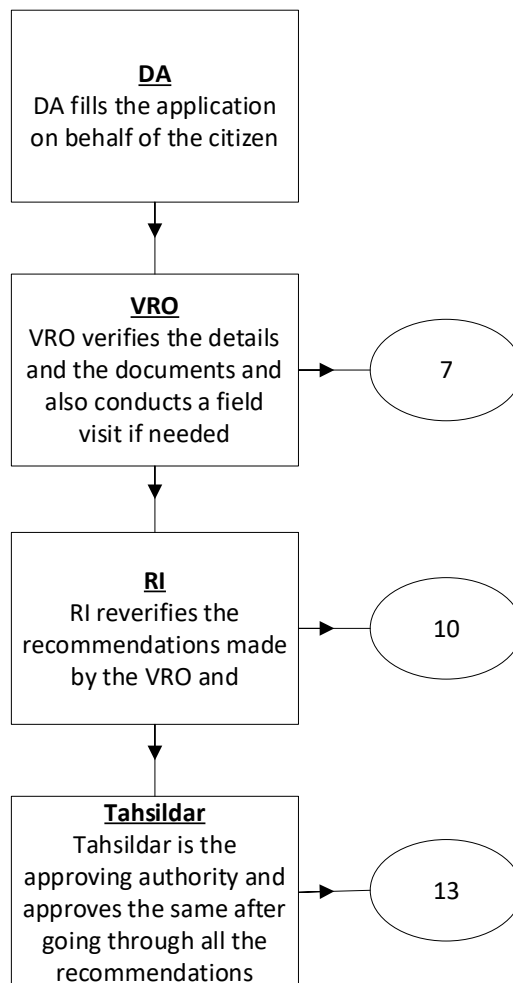 DA
DA fills the application
on behalf of the citizen
VRO
VRO verifies the details
and the documents and
also conducts a field
visit if needed
7
RI
RI reverifies the
recommendations made
by the VRO and
10
Tahsildar
Tahsildar is the
approving authority and
approves the same after
going through all the
recommendations
13